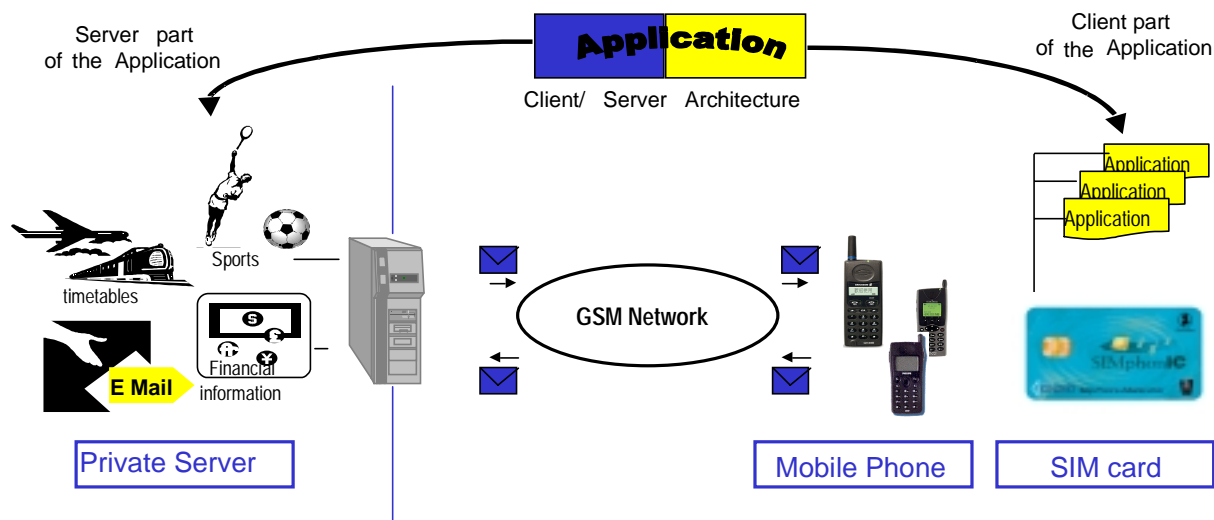 Server part
of the Application
Application
Client part
of the Application
Client/ Server Architecture
Application
Application
Application
Sports
timetables
GSM Network
$
£
¥
Financial
information
E Mail
SIMphonIC
Private Server
Mobile Phone
SIM card